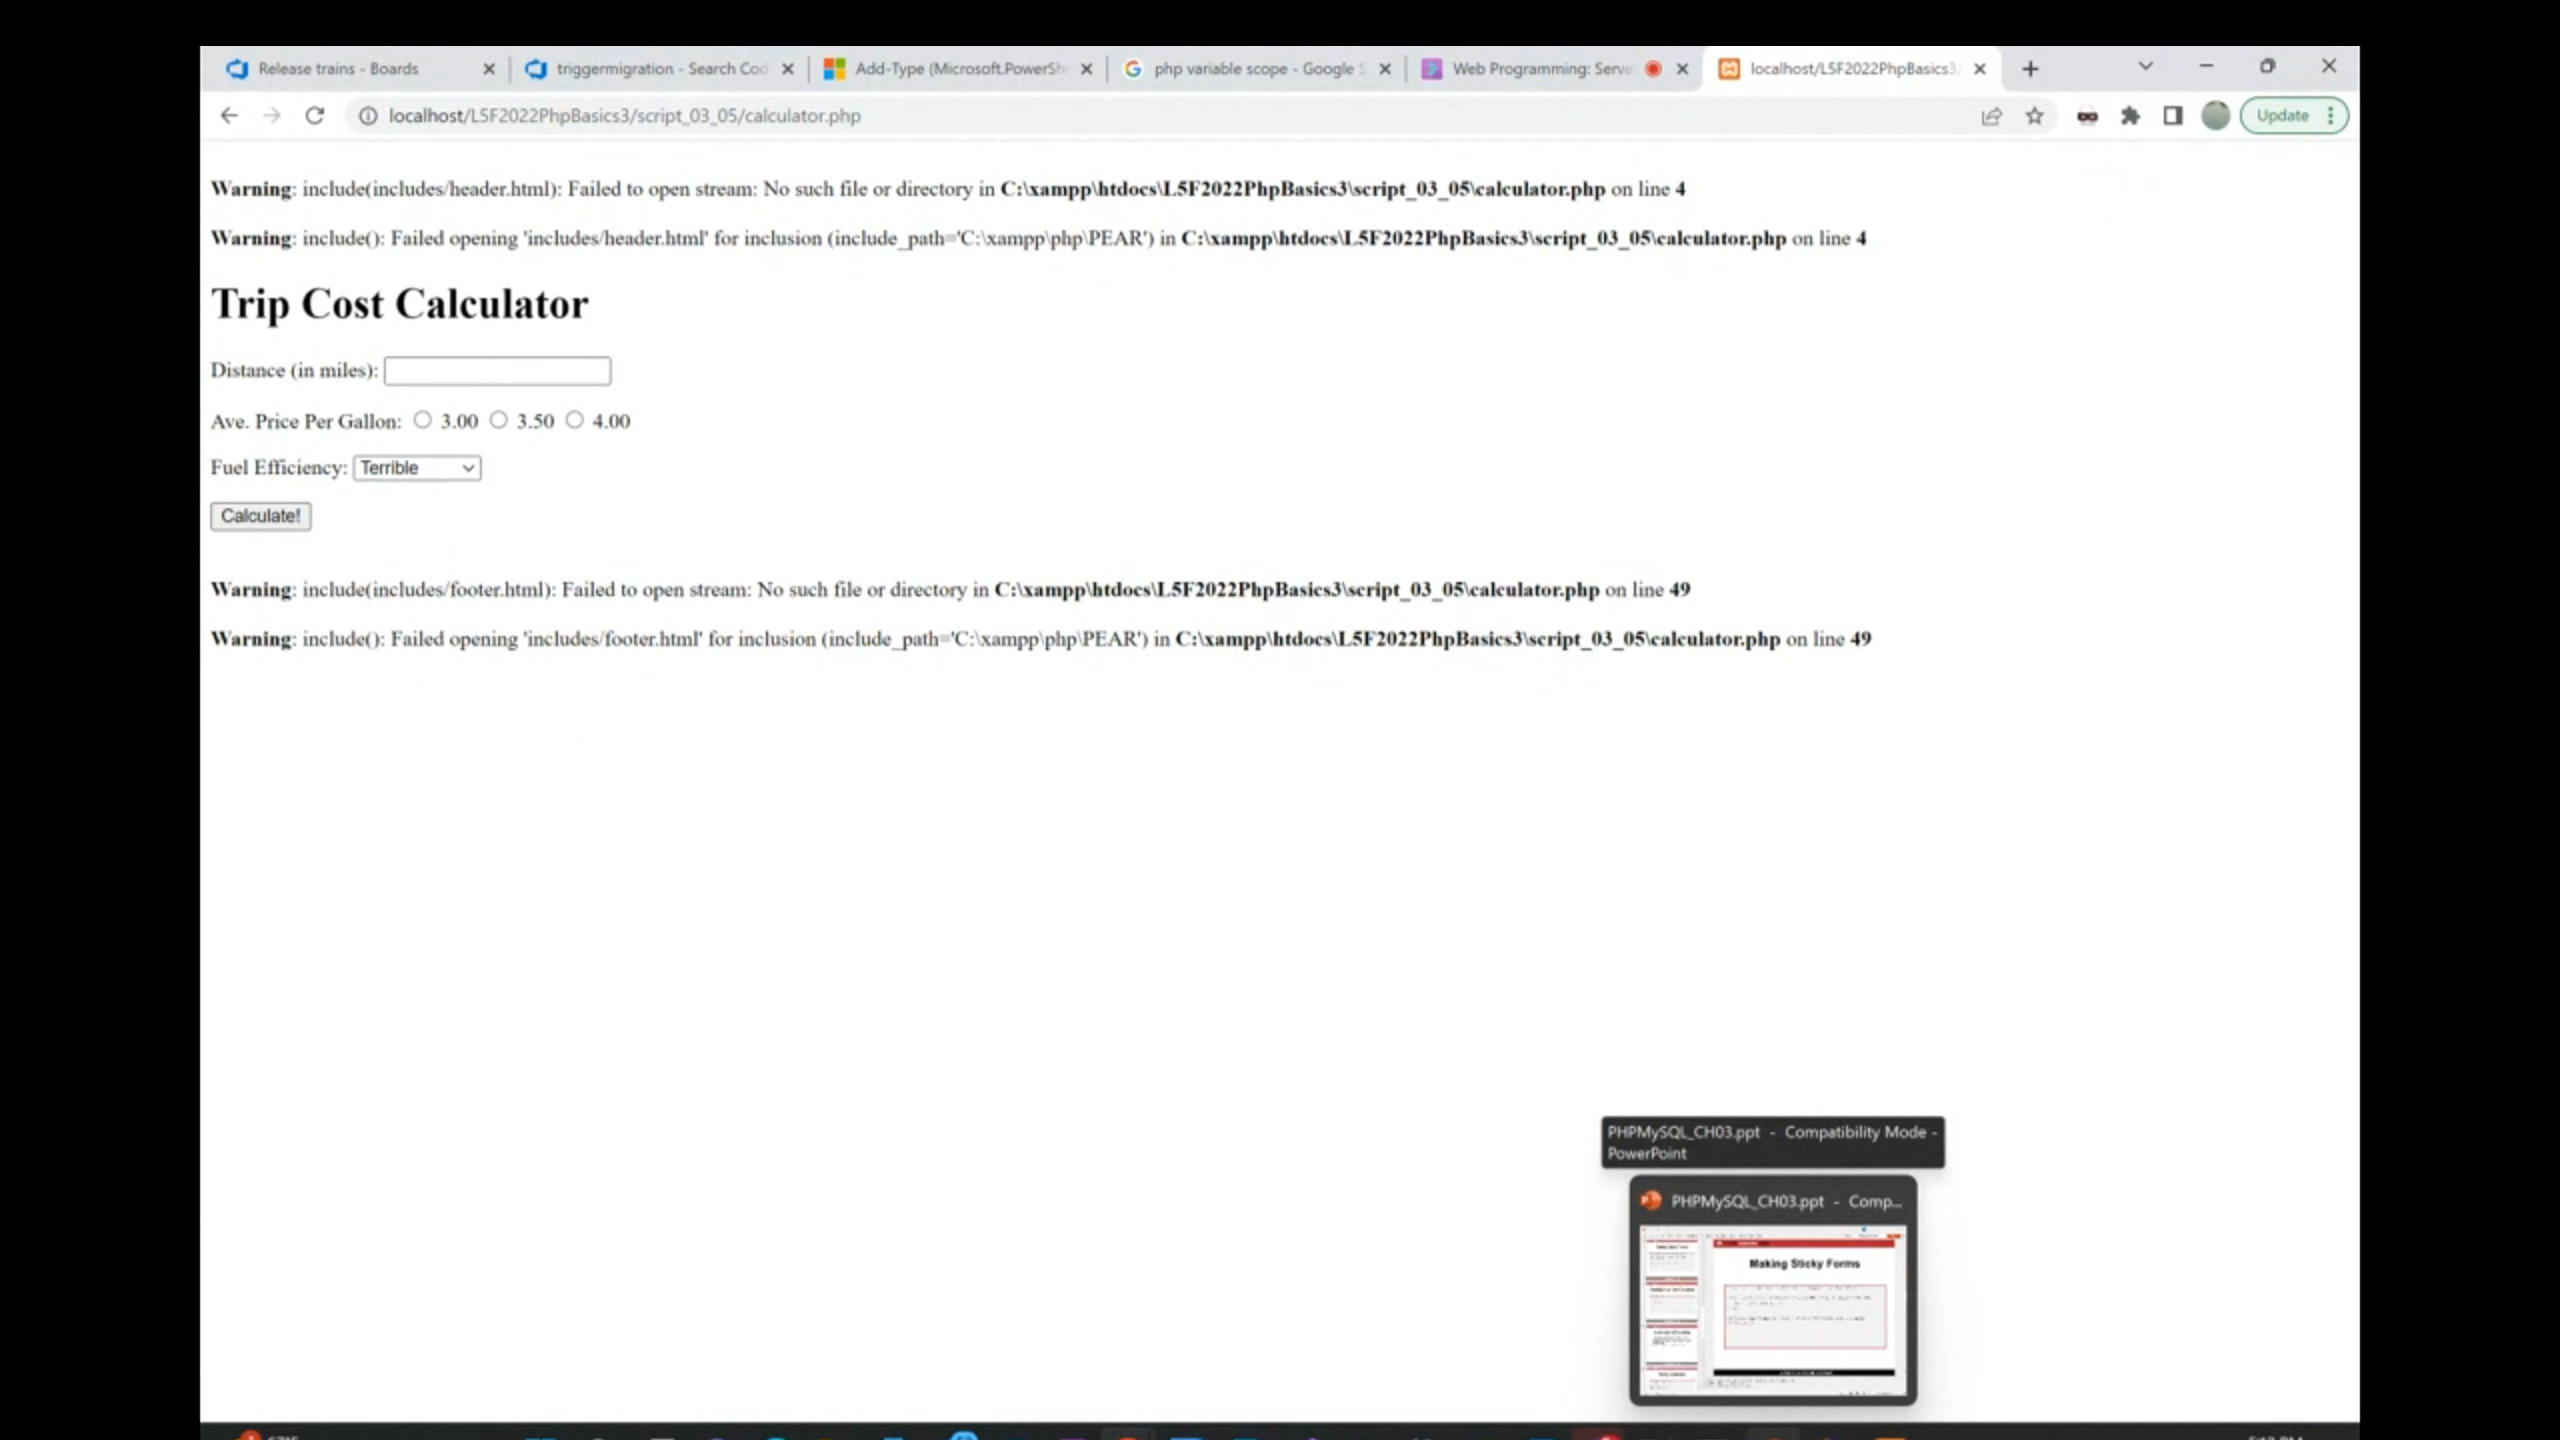 Release trains - Boards
triggermigration - Search Cod
Add-Type (Microsoft.PowerSh
php variable scope - Google S
Web Programming: Serve
localhost/L5F2022PhpBasics3/
localhost/L5F2022PhpBasics3/script_03_05/calculator.php
Update
Warning: include(includes/header.html): Failed to open stream: No such file or directory in C:\xampp\htdocs\L5F2022PhpBasics3\script_03_05\calculator.php on line 4
Warning: include(): Failed opening 'includes/header.html' for inclusion (include_path='C:\xampp\php\PEAR') in C:\xampp\htdocs\L5F2022PhpBasics3\script_03_05\calculator.php on line 4
Trip Cost Calculator
Distance (in miles):
Ave. Price Per Gallon: 3.00 3.50 4.00
Fuel Efficiency: Terrible
Calculate!
Warning: include(includes/footer.html): Failed to open stream: No such file or directory in C:\xampp\htdocs\L5F2022PhpBasics3\script_03_05\calculator.php on line 49
Warning: include(): Failed opening 'includes/footer.html' for inclusion (include_path='C:\xampp\php\PEAR') in C:\xampp\htdocs\L5F2022PhpBasics3\script_03_05\calculator.php on line 49
PHPMySQL_CH03.ppt - Compatibility Mode -
PowerPoint
PHPMySQL_CH03.ppt - Comp...
Making Sticky Forms